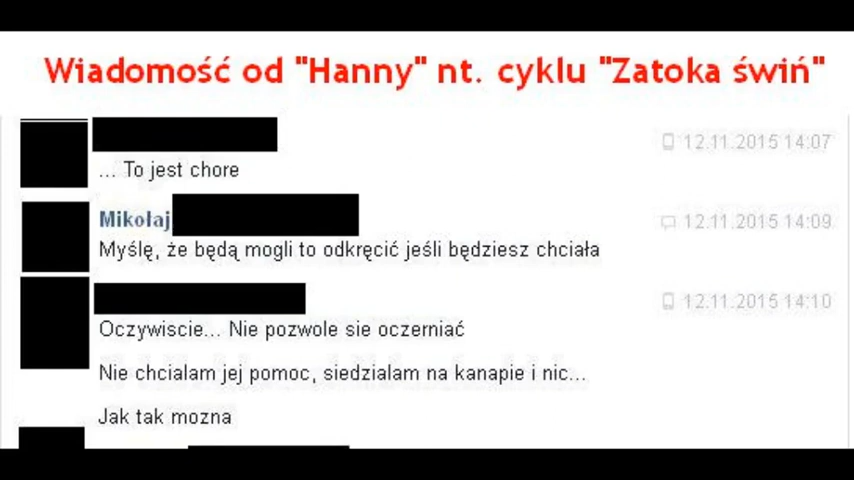 Wiadomość od "Hanny" nt. cyklu "Zatoka świń"
12.11.2015 14:07
... To jest chore
Mikołaj
12.11.2015 14:09
Myślę, że będą mogli to odkręcić jeśli będziesz chciała
12.11.2015 14:10
Oczywiscie... Nie pozwole sie oczerniać
Nie chcialam jej pomoc, siedzialam na kanapie i nic...
Jak tak mozna